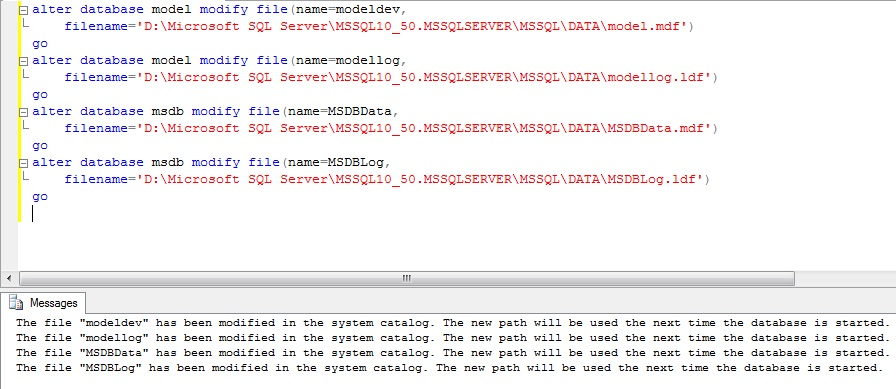 alter database model modify file(name=modeldev,
filename='D:\Microsoft SQL Server\MSSQL10_50.MSSQLSERVER\MSSQL\DATA\model.mdf')
go
alter database model modify file(name=modellog,
filename='D:\Microsoft SQL Server\MSSQL10_50.MSSQLSERVER\MSSQL\DATA\modellog.ldf')
go
alter database msdb modify file(name=MSDBData,
filename='D:\Microsoft SQL Server\MSSQL10_50.MSSQLSERVER\MSSQL\DATA\MSDBData.mdf')
go
alter database msdb modify file(name=MSDBLog,
filename='D:\Microsoft SQL Server\MSSQL10_50.MSSQLSERVER\MSSQL\DATA\MSDBLog.ldf')
go
Messages
The file "modeldev" has been modified in the system catalog. The new path will be used the next time the database is started.
The file "modellog" has been modified in the system catalog. The new path will be used the next time the database is started.
The file "MSDBData" has been modified in the system catalog. The new path will be used the next time the database is started.
The file "MSDBLog" has been modified in the system catalog. The new path will be used the next time the database is started.